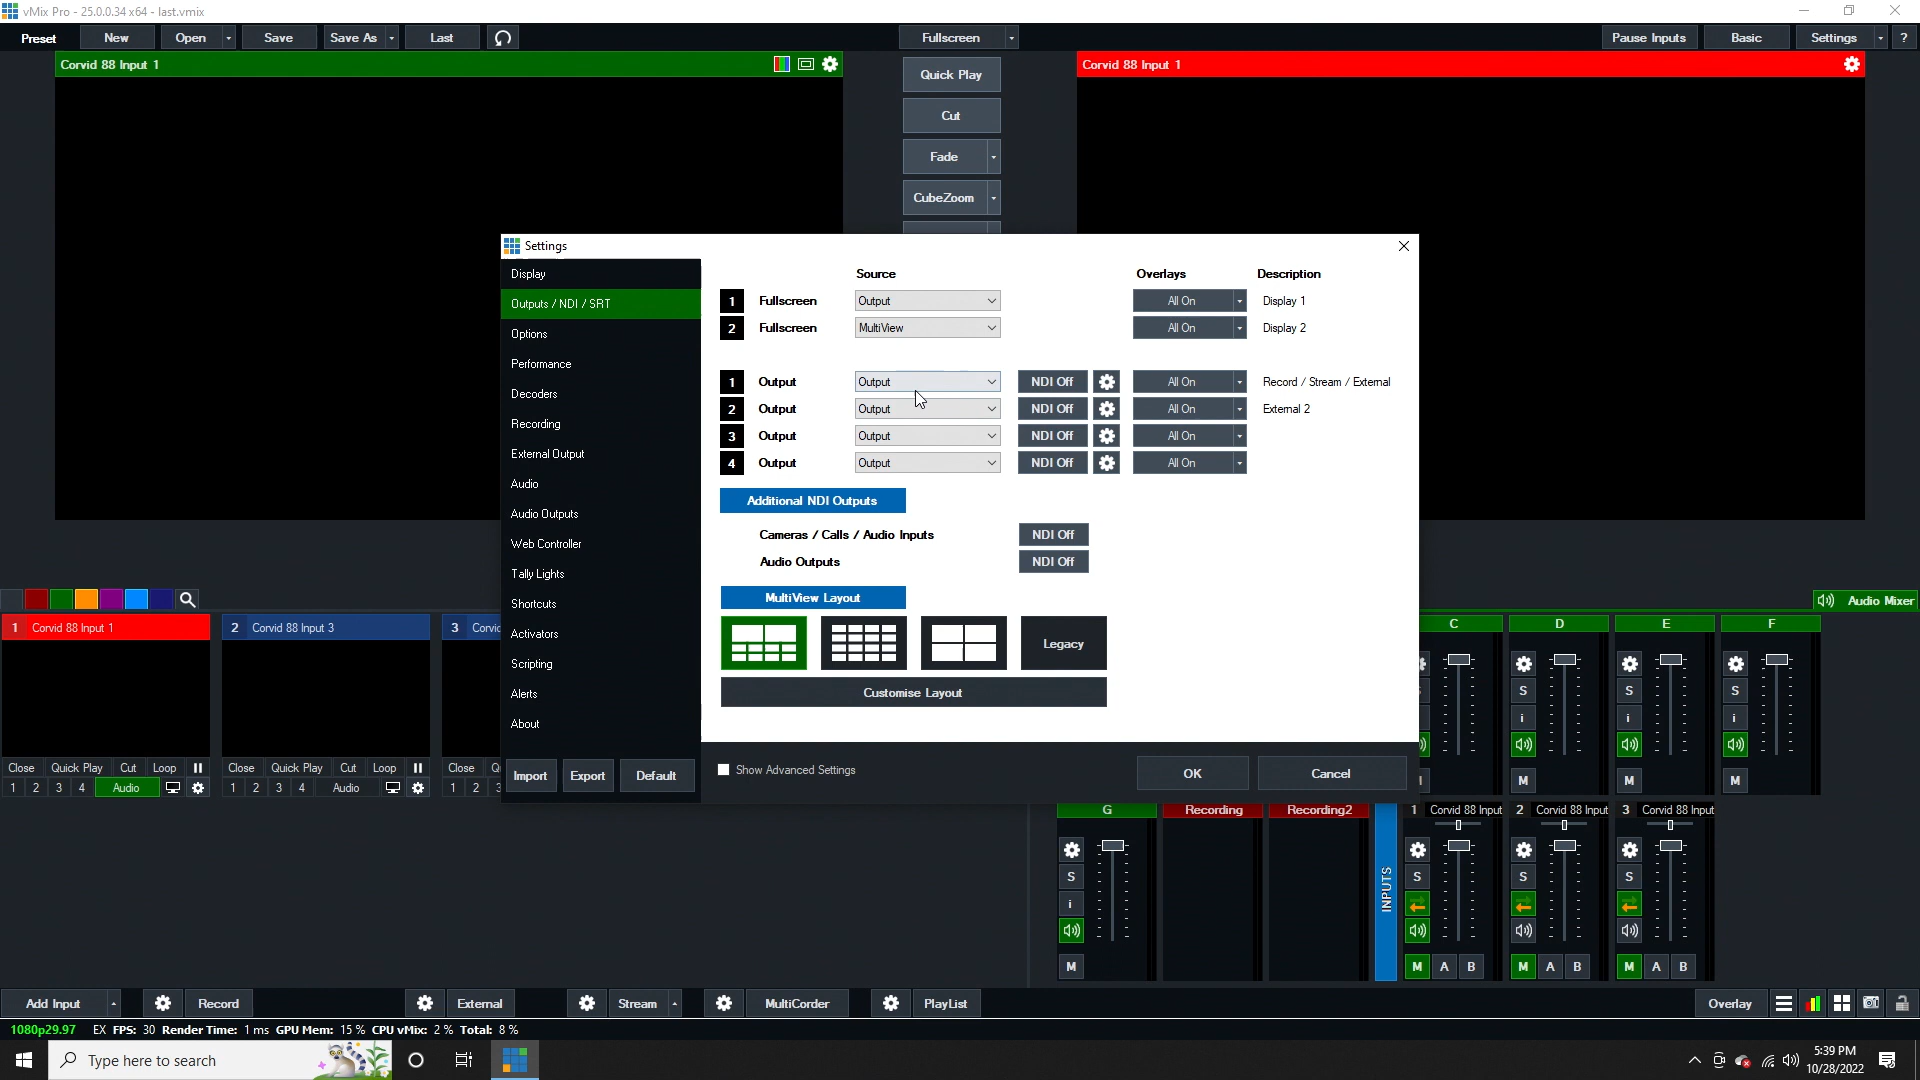 vMix Pro - 25.0.0.34 x64 - last.vmix
Preset New Open Save Save As Last Fullscreen Pause Inputs Basic Settings ?
Corvid 88 Input 1
Corvid 88 Input 1
Quick Play
Cut
Fade
CubeZoom
Settings
Display
Outputs / NDI / SRT
Options
Performance
Decoders
Recording
External Output
Audio
Audio Outputs
Web Controller
Tally Lights
Shortcuts
Activators
Scripting
Alerts
About
Import Export Default
Source Overlays Description
1 Fullscreen Output All On Display 1
2 Fullscreen MultiView All On Display 2
1 Output Output NDI Off All On Record / Stream / External
2 Output Output NDI Off All On External 2
3 Output Output NDI Off All On
4 Output Output NDI Off All On
Additional NDI Outputs
Cameras / Calls / Audio Inputs NDI Off
Audio Outputs NDI Off
MultiView Layout
Legacy
Customise Layout
Show Advanced Settings OK Cancel
Audio Mixer
1 Corvid 88 Input 1 2 Corvid 88 Input 3 3 Corvid
Close Quick Play Cut Loop Close Quick Play Cut Loop Close
1 2 3 4 Audio 1 2 3 4 Audio 1 2
C D E F
S S S
i i i
M M M
G Recording Recording2 1 Corvid 88 Input 2 Corvid 88 Input 3 Corvid 88 Input
INPUTS
S S S S
i
M M A B M A B M A B
Add Input Record External Stream MultiCorder PlayList Overlay
1080p29.97 EX FPS: 30 Render Time: 1 ms GPU Mem: 15 % CPU vMix: 2 % Total: 8 %
Type here to search
5:39 PM
10/28/2022